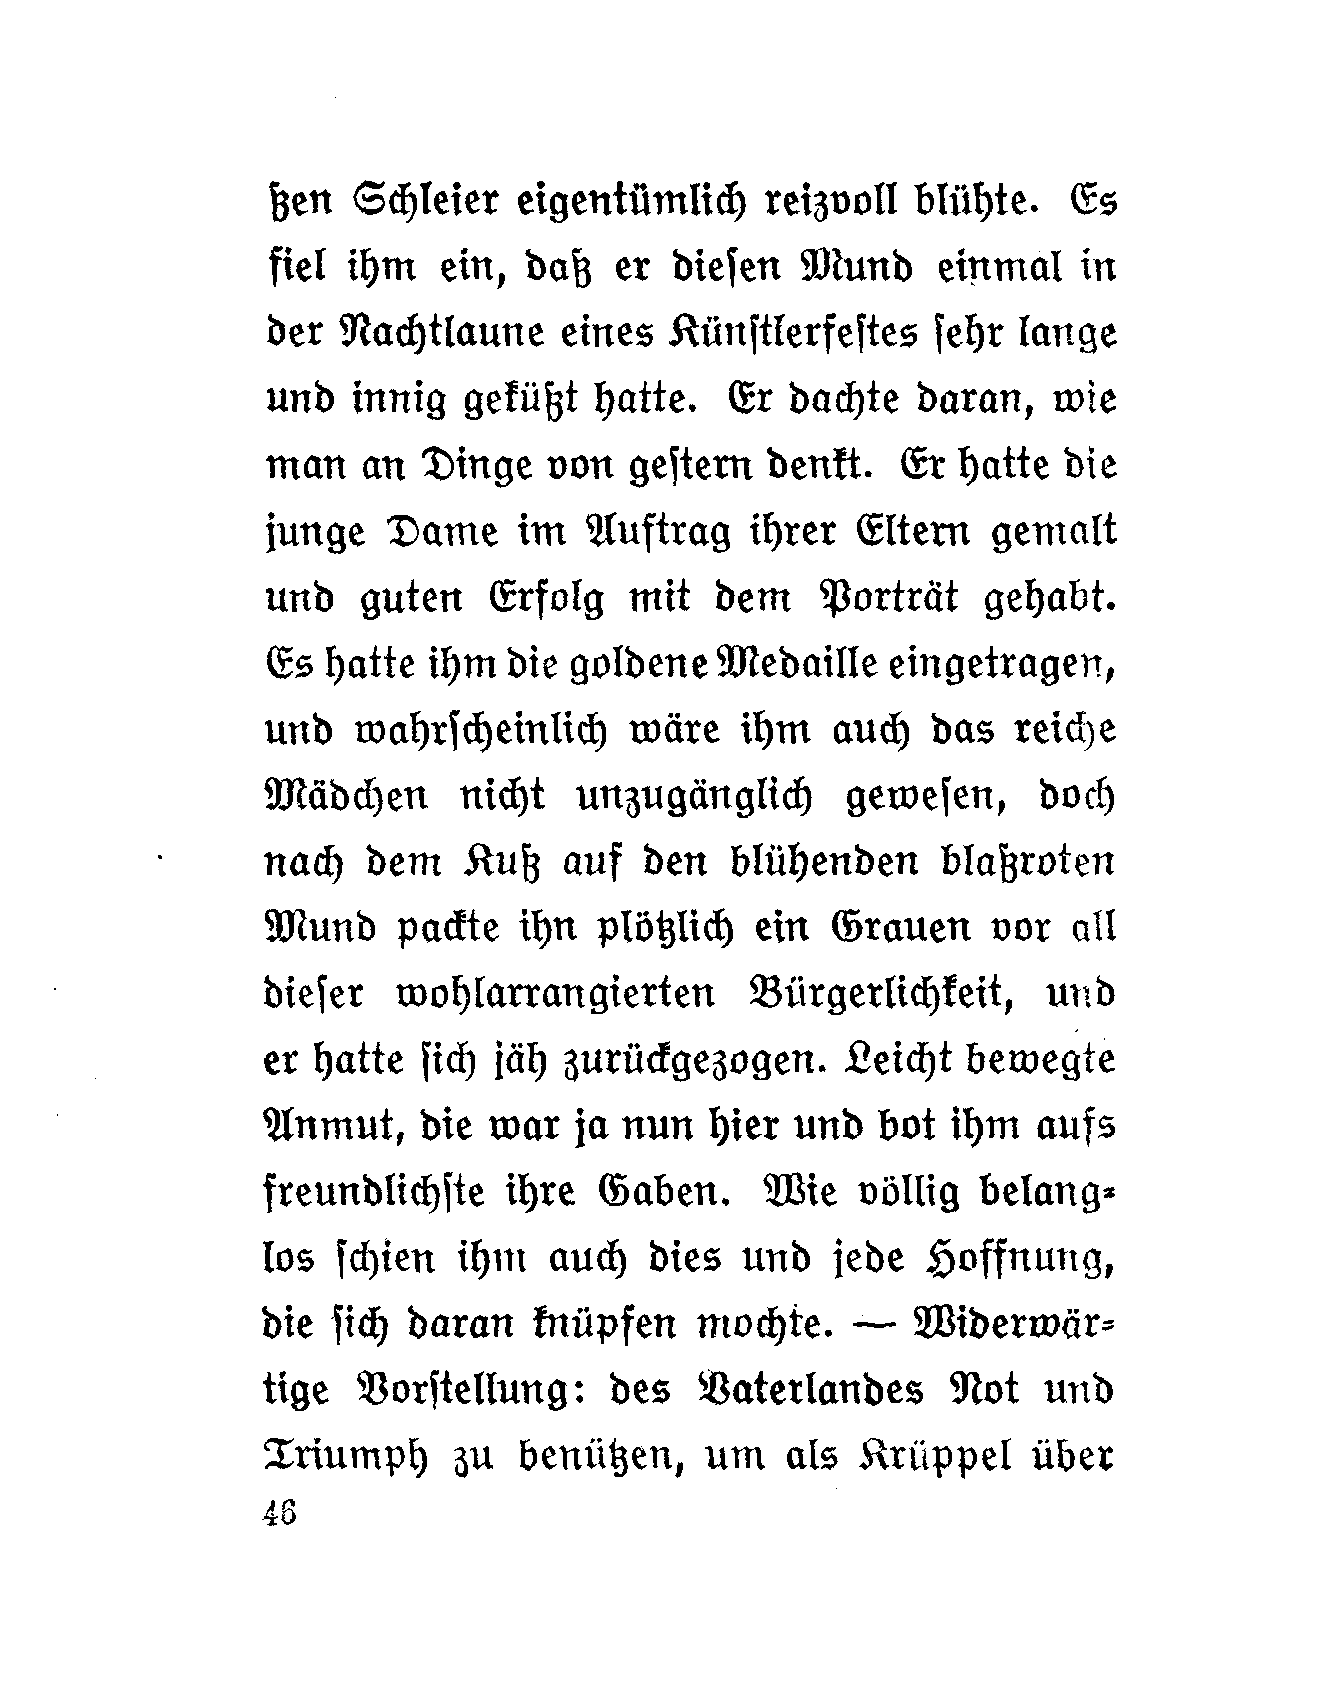 ßen Schleier eigentümlich reizvoll blühte. Es
fiel ihm ein, daß er diesen Mund einmal in
der Nachtlaune eines Künstlerfestes sehr lange
und innig geküßt hatte. Er dachte daran, wie
man an Dinge von gestern denkt. Er hatte die
junge Dame im Auftrag ihrer Eltern gemalt
und guten Erfolg mit dem Porträt gehabt.
Es hatte ihm die goldene Medaille eingetragen,
und wahrscheinlich wäre ihm auch das reiche
Mädchen nicht unzugänglich gewesen, doch
nach dem Kuß auf den blühenden blaßroten
Mund packte ihn plötzlich ein Grauen vor all
dieser wohlarrangierten Bürgerlichkeit, und
er hatte sich jäh zurückgezogen. Leicht bewegte
Anmut, die war ja nun hier und bot ihm aufs
freundlichste ihre Gaben. Wie völlig belang-
los schien ihm auch dies und jede Hoffnung,
die sich daran knüpfen mochte. — Widerwär-
tige Vorstellung: des Vaterlandes Not und
Triumph zu benützen, um als Krüppel über
46